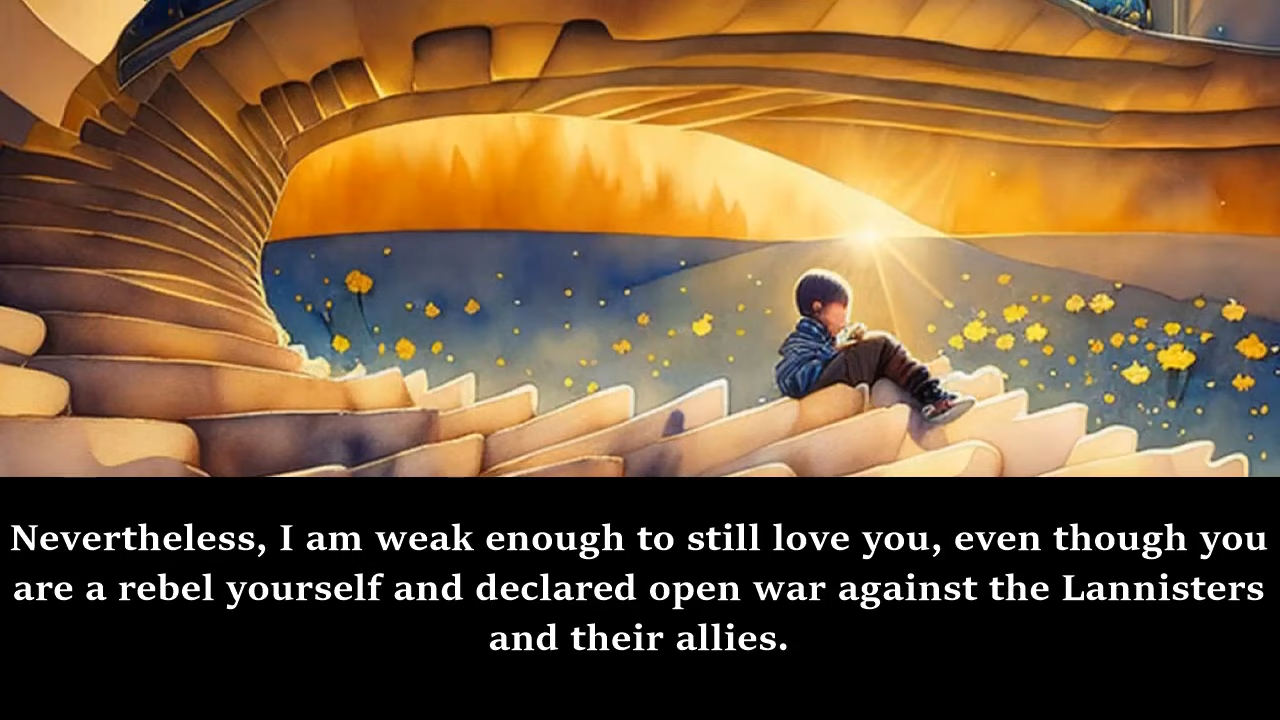 Nevertheless, I am weak enough to still love you, even though you
are a rebel yourself and declared open war against the Lannisters
and their allies.